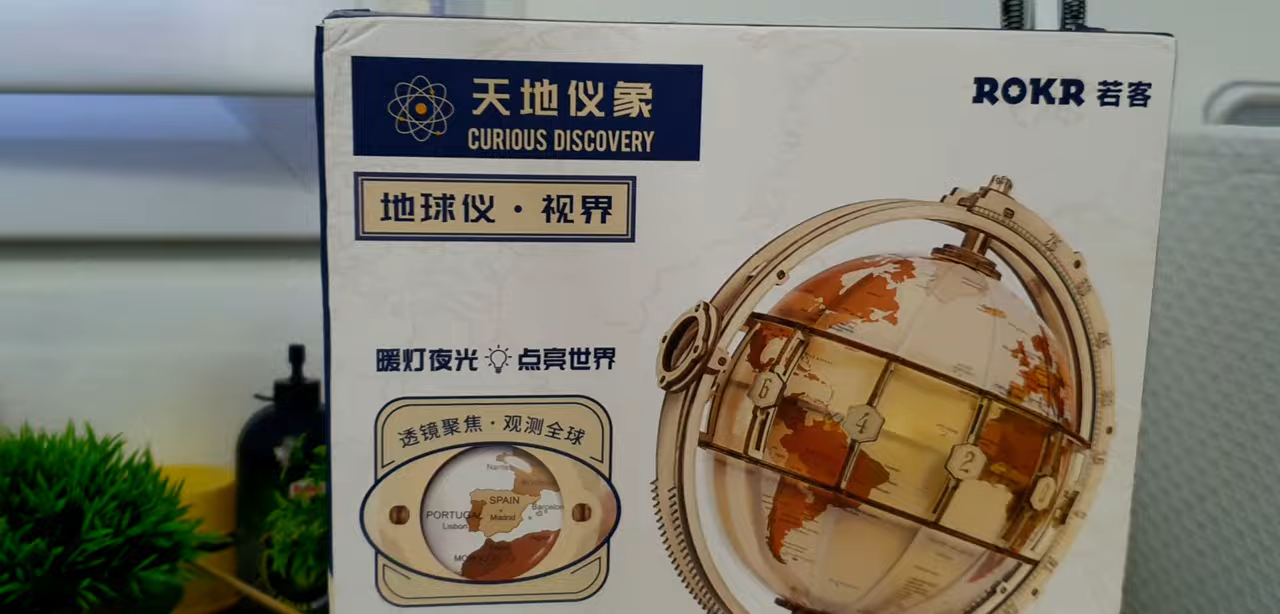 天地仪象
CURIOUS DISCOVERY
ROKR 若客
地球仪·视界
暖灯夜光 点亮世界
透镜聚焦·观测全球
SPAIN
PORTUGAL
Madrid
Lisbon
6
4
2
0